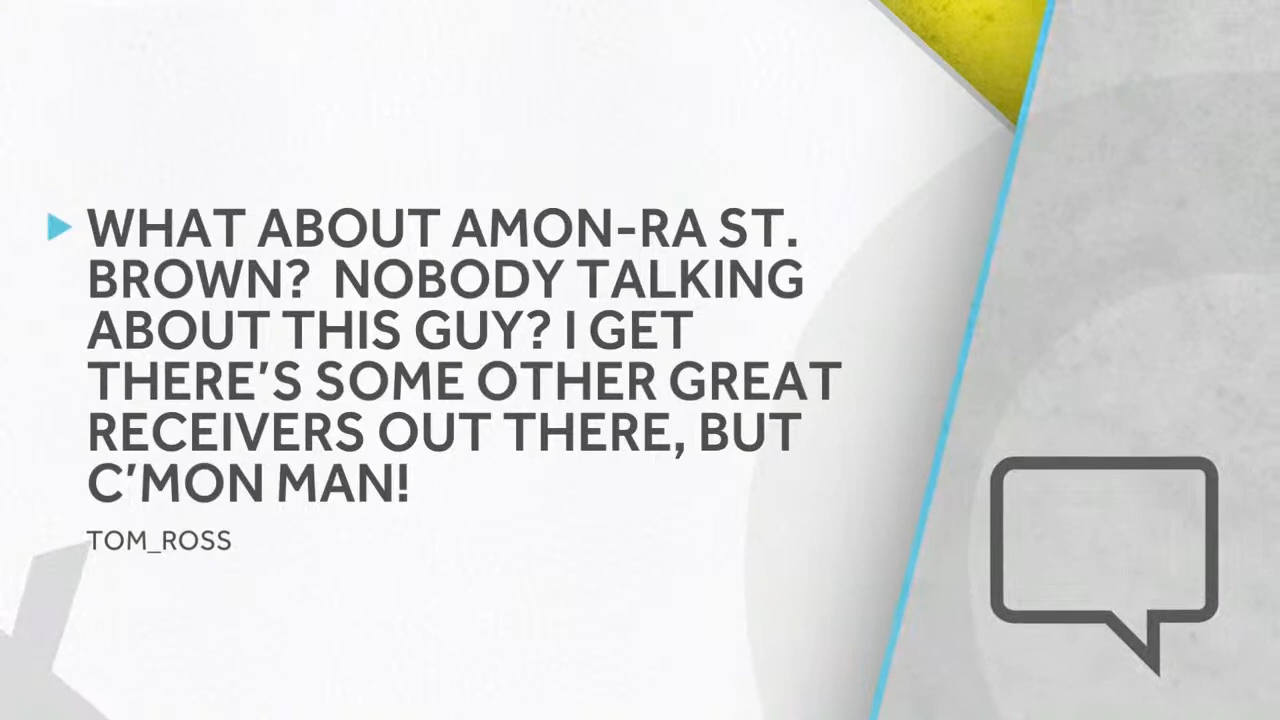 WHAT ABOUT AMON-RA ST.
BROWN?  NOBODY TALKING
ABOUT THIS GUY? I GET
THERE'S SOME OTHER GREAT
RECEIVERS OUT THERE, BUT
C'MON MAN!
TOM_ROSS